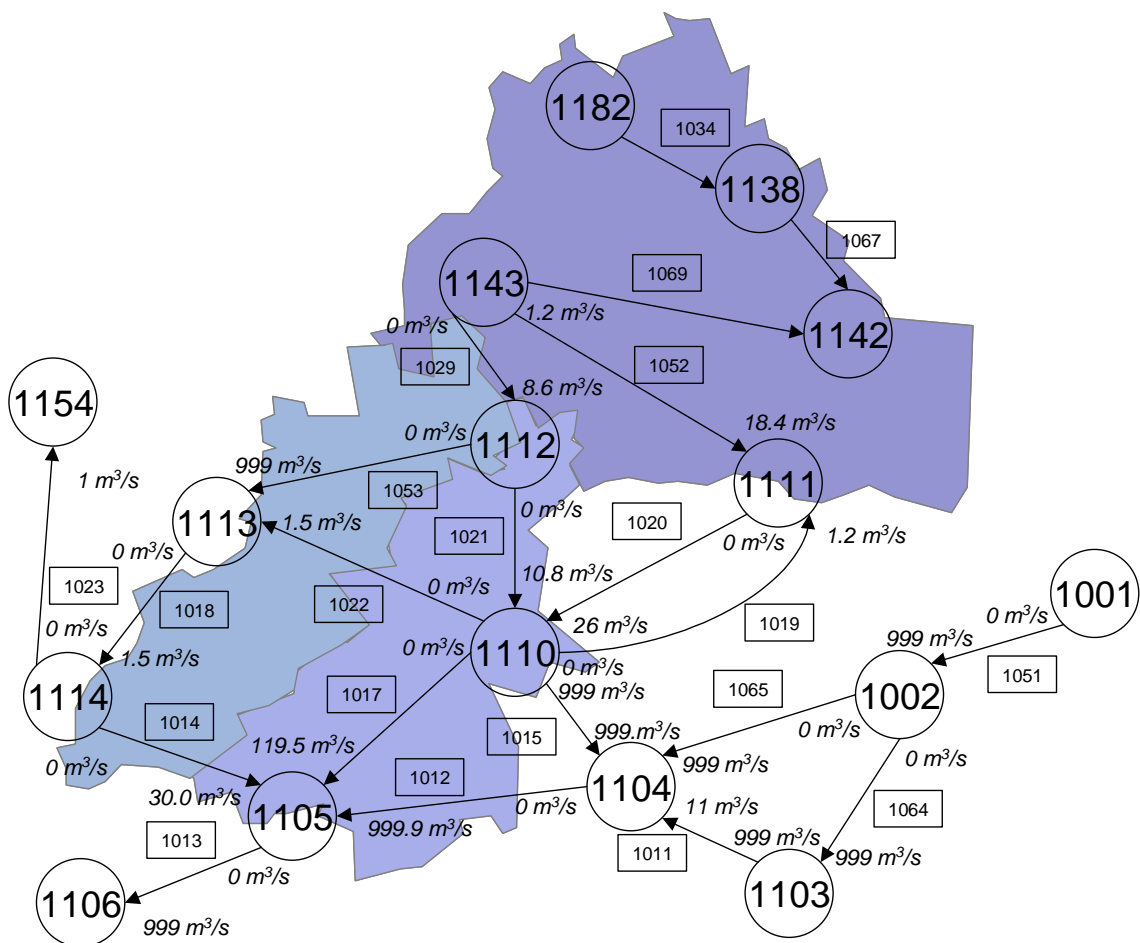 1182
1034
1138
1067
1069
1143
1.2 m³/s
0 m³/s
1142
1052
1029
1154
8.6 m³/s
18.4 m³/s
0 m³/s
1112
999 m³/s
1 m³/s
1053
1111
0 m³/s
1113
1.5 m³/s
1021
1020
0 m³/s
1.2 m³/s
0 m³/s
10.8 m³/s
1023
1018
1022
0 m³/s
1001
0 m³/s
26 m³/s
1019
0 m³/s
999 m³/s
0 m³/s
1110
1.5 m³/s
0 m³/s
1051
1114
1017
999 m³/s
1065
1002
1014
1015
999.m³/s
0 m³/s
119.5 m³/s
0 m³/s
999 m³/s
0 m³/s
1012
1104
30.0 m³/s
0 m³/s
11 m³/s
1064
1105
999.9 m³/s
999 m³/s
1013
1011
999 m³/s
0 m³/s
1103
1106
999 m³/s